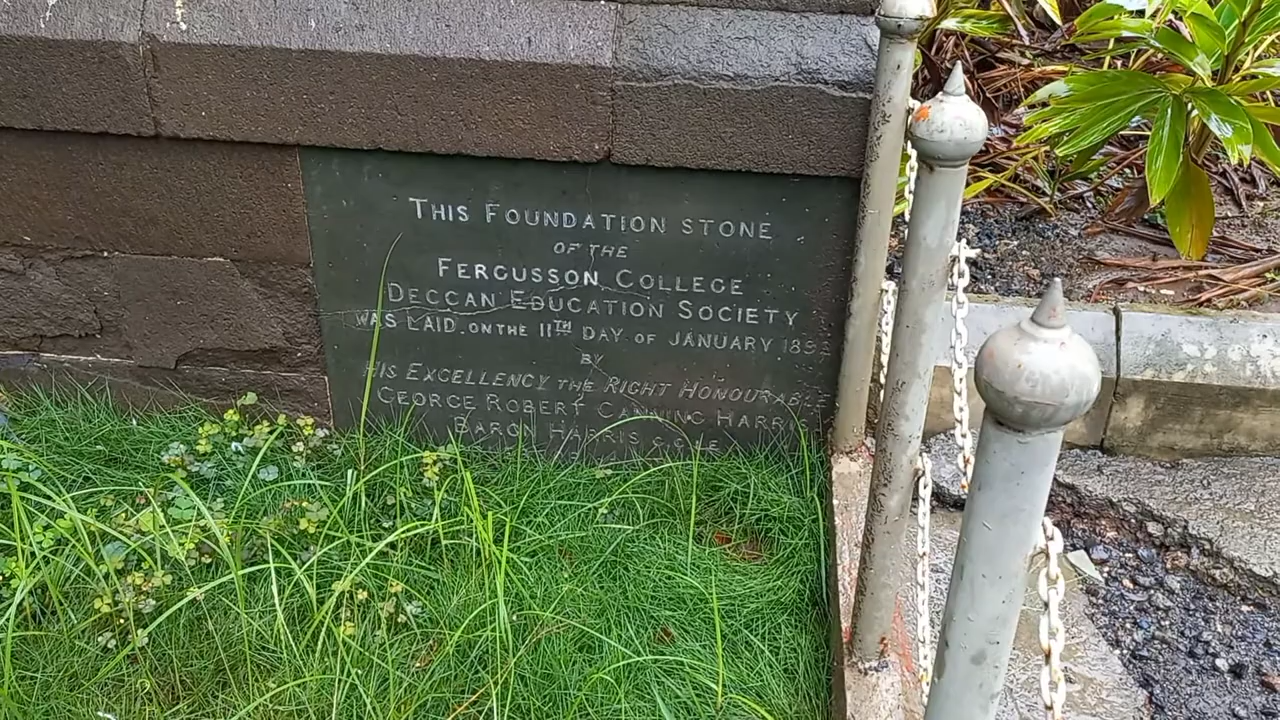 THIS FOUNDATION STONE
OF THE
FERGUSSON COLLEGE
DECCAN EDUCATION SOCIETY
WAS LAID ON THE 11TH DAY OF JANUARY
BY
HIS EXCELLENCY THE RIGHT HONOURABLE
GEORGE ROBERT CANNING HARRIS
BARON HARRIS G.C.I.E